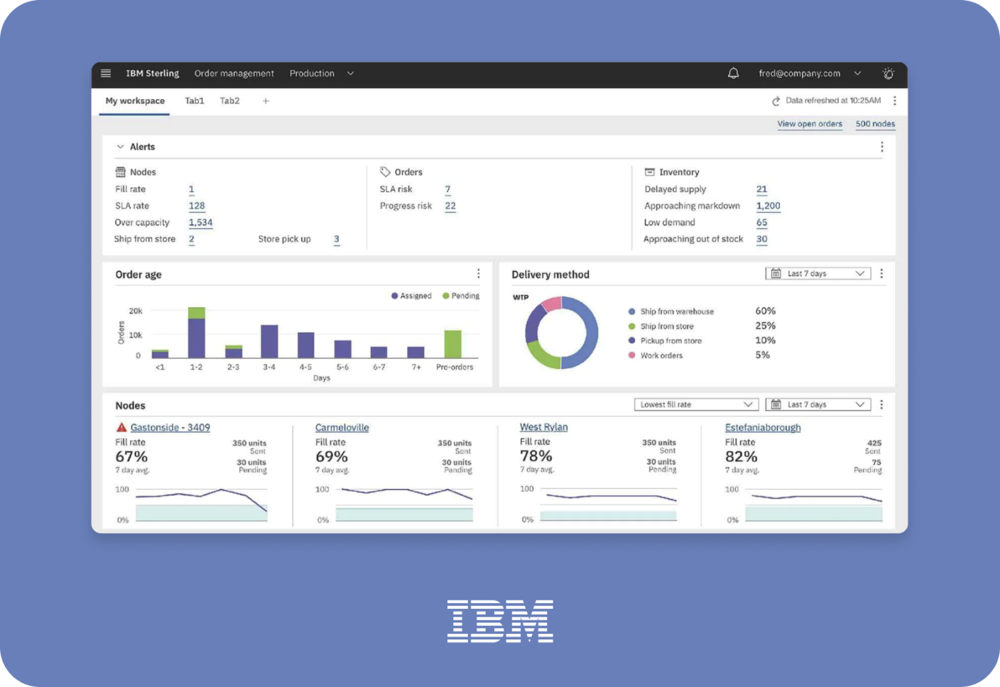 IBM Sterling Order management Production fred@company.com
My workspace Tab1 Tab2 + Data refreshed at 10:25AM
View open orders 500 nodes
Alerts
Nodes
Fill rate 1
SLA rate 128
Over capacity 1,534
Ship from store 2 Store pick up 3
Orders
SLA risk 7
Progress risk 22
Inventory
Delayed supply 21
Approaching markdown 1,200
Low demand 65
Approaching out of stock 30
Order age
Assigned Pending
20k
10k
0
Orders
<1 1-2 2-3 3-4 4-5 5-6 6-7 7+ Pre-orders
Days
Delivery method Last 7 days
WIP
Ship from warehouse 60%
Ship from store 25%
Pickup from store 10%
Work orders 5%
Nodes Lowest fill rate Last 7 days
Gastonside - 3409
Fill rate 350 units
67% Sent
30 units
7 day avg. Pending
100
0%
Carmeloville
Fill rate 350 units
69% Sent
30 units
7 day avg. Pending
100
0%
West Rylan
Fill rate 350 units
78% Sent
30 units
7 day avg. Pending
100
0%
Estefaniaborough
Fill rate 425
82% Sent
75
7 day avg. Pending
100
0%
IBM